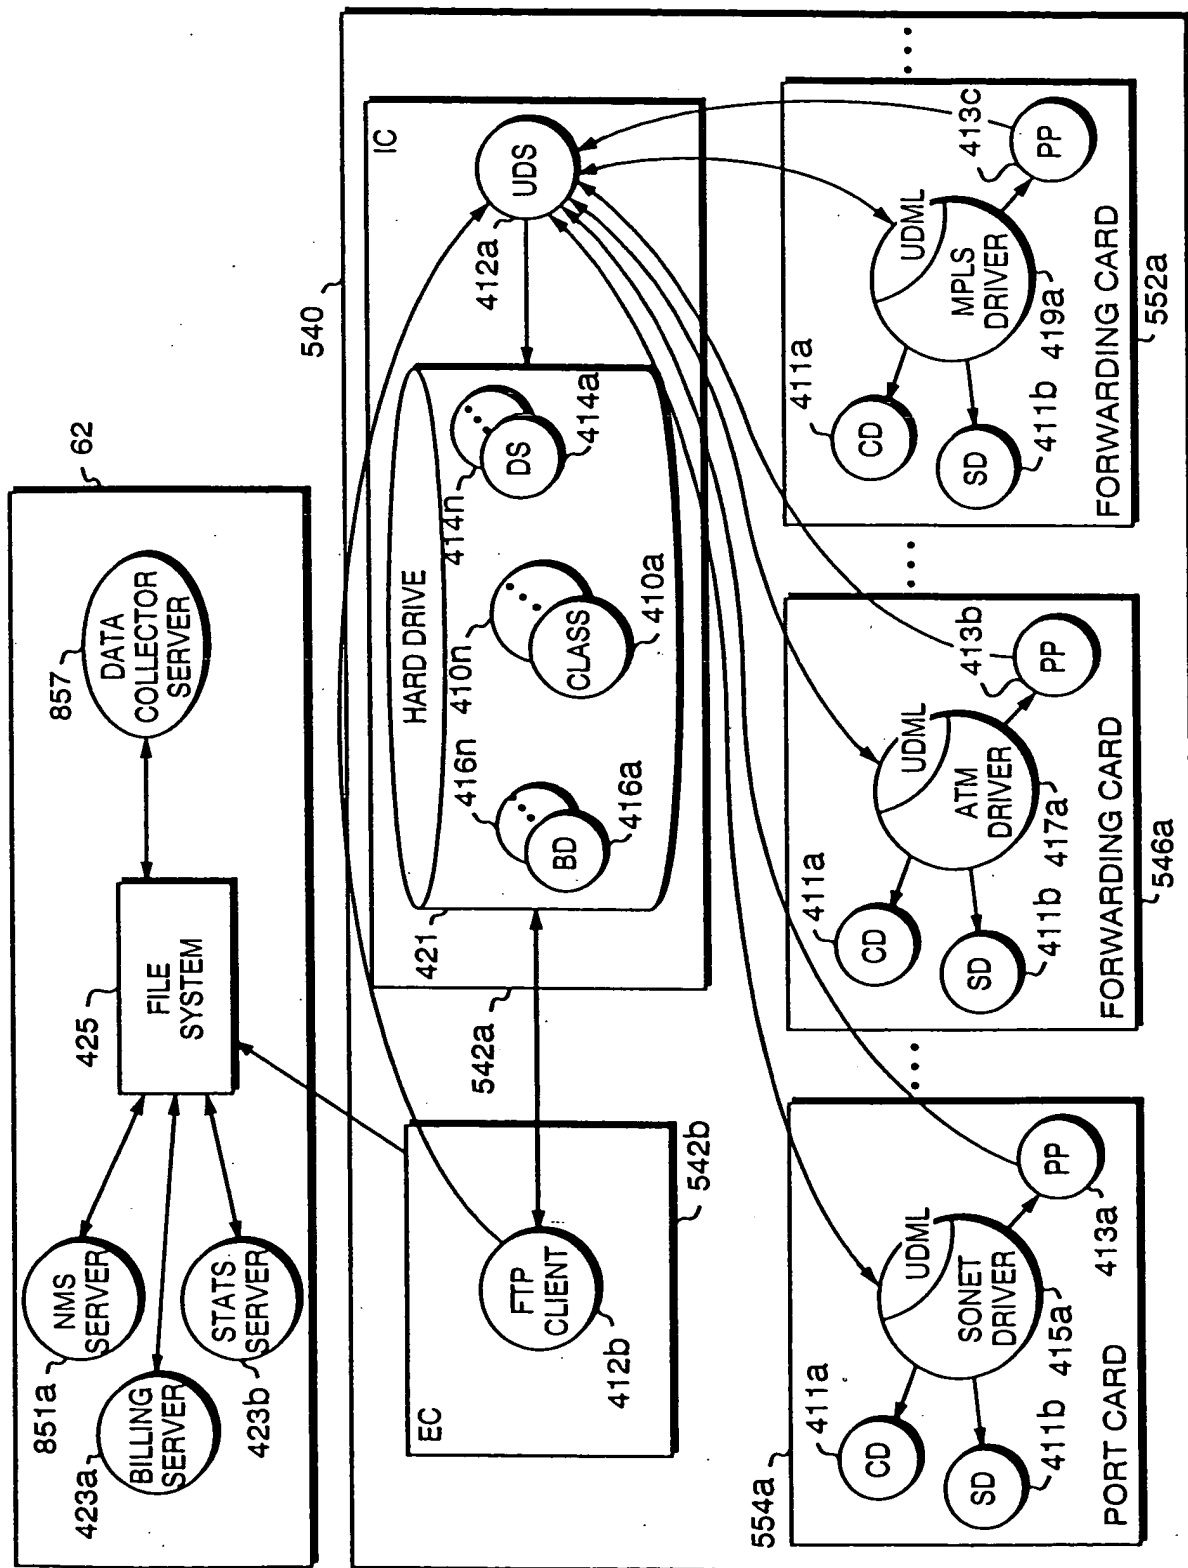 62
857
DATA
COLLECTOR
SERVER
425
FILE
SYSTEM
NMS
SERVER
851a
BILLING
SERVER
423a
STATS
SERVER
423b
540
IC
UDS
412a
HARD DRIVE
421
542a
414n
DS
414a
410n
CLASS
410a
416n
BD
416a
EC
FTP
CLIENT
412b
542b
554a
PORT CARD
411a
CD
SD
411b
UDML
SONET
DRIVER
415a
PP
413a
FORWARDING CARD
546a
411a
CD
SD
411b
UDML
ATM
DRIVER
417a
PP
413b
FORWARDING CARD
552a
411a
CD
SD
411b
UDML
MPLS
DRIVER
419a
PP
413c